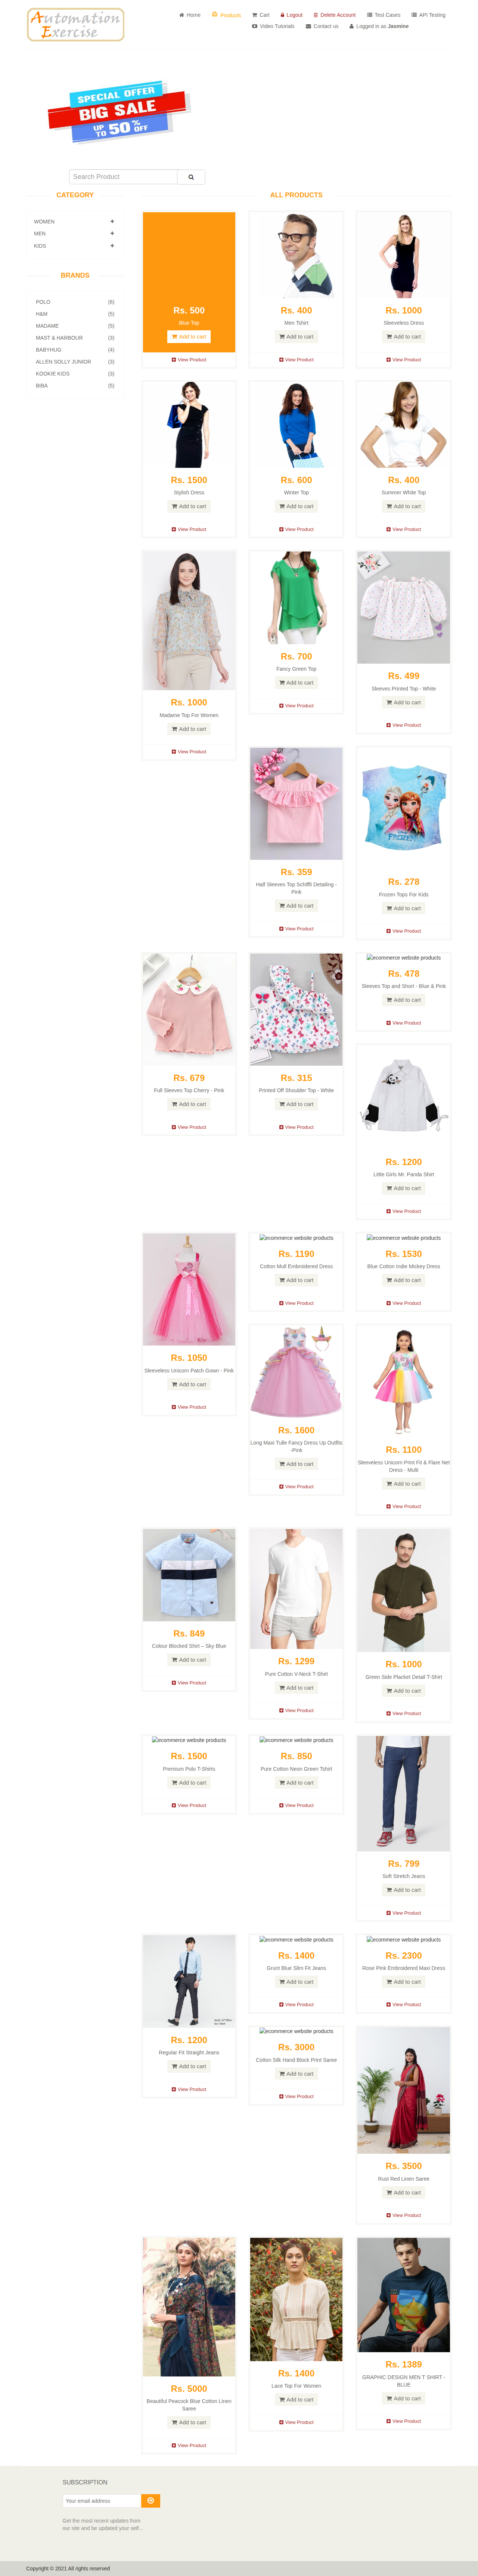 Automation
Exercise
Home
Products
Cart
Logout
Delete Account
Test Cases
API Testing
Video Tutorials
Contact us
Logged in as Jasmine
SPECIAL OFFER
BIG SALE
UP TO 50% OFF
Search Product
CATEGORY
WOMEN
MEN
KIDS
BRANDS
POLO (6)
H&M (5)
MADAME (5)
MAST & HARBOUR (3)
BABYHUG (4)
ALLEN SOLLY JUNIOR (3)
KOOKIE KIDS (3)
BIBA (5)
ALL PRODUCTS
Rs. 500
Blue Top
Add to cart
View Product
Rs. 400
Men Tshirt
Add to cart
View Product
Rs. 1000
Sleeveless Dress
Add to cart
View Product
Rs. 1500
Stylish Dress
Add to cart
View Product
Rs. 600
Winter Top
Add to cart
View Product
Rs. 400
Summer White Top
Add to cart
View Product
Rs. 1000
Madame Top For Women
Add to cart
View Product
Rs. 700
Fancy Green Top
Add to cart
View Product
Rs. 499
Sleeves Printed Top - White
Add to cart
View Product
Rs. 359
Half Sleeves Top Schiffli Detailing -
Pink
Add to cart
View Product
FROZEN
Rs. 278
Frozen Tops For Kids
Add to cart
View Product
Rs. 679
Full Sleeves Top Cherry - Pink
Add to cart
View Product
Rs. 315
Printed Off Shoulder Top - White
Add to cart
View Product
ecommerce website products
Rs. 478
Sleeves Top and Short - Blue & Pink
Add to cart
View Product
Rs. 1200
Little Girls Mr. Panda Shirt
Add to cart
View Product
Rs. 1050
Sleeveless Unicorn Patch Gown - Pink
Add to cart
View Product
ecommerce website products
Rs. 1190
Cotton Mull Embroidered Dress
Add to cart
View Product
ecommerce website products
Rs. 1530
Blue Cotton Indie Mickey Dress
Add to cart
View Product
Rs. 1600
Long Maxi Tulle Fancy Dress Up Outfits
-Pink
Add to cart
View Product
Rs. 1100
Sleeveless Unicorn Print Fit & Flare Net
Dress - Multi
Add to cart
View Product
Rs. 849
Colour Blocked Shirt – Sky Blue
Add to cart
View Product
Rs. 1299
Pure Cotton V-Neck T-Shirt
Add to cart
View Product
Rs. 1000
Green Side Placket Detail T-Shirt
Add to cart
View Product
ecommerce website products
Rs. 1500
Premium Polo T-Shirts
Add to cart
View Product
ecommerce website products
Rs. 850
Pure Cotton Neon Green Tshirt
Add to cart
View Product
Rs. 799
Soft Stretch Jeans
Add to cart
View Product
Rs. 1200
Regular Fit Straight Jeans
Add to cart
View Product
ecommerce website products
Rs. 1400
Grunt Blue Slim Fit Jeans
Add to cart
View Product
ecommerce website products
Rs. 2300
Rose Pink Embroidered Maxi Dress
Add to cart
View Product
ecommerce website products
Rs. 3000
Cotton Silk Hand Block Print Saree
Add to cart
View Product
Rs. 3500
Rust Red Linen Saree
Add to cart
View Product
Rs. 5000
Beautiful Peacock Blue Cotton Linen
Saree
Add to cart
View Product
Rs. 1400
Lace Top For Women
Add to cart
View Product
Rs. 1389
GRAPHIC DESIGN MEN T SHIRT -
BLUE
Add to cart
View Product
SUBSCRIPTION
Your email address
Get the most recent updates from
our site and be updated your self...
Copyright © 2021 All rights reserved